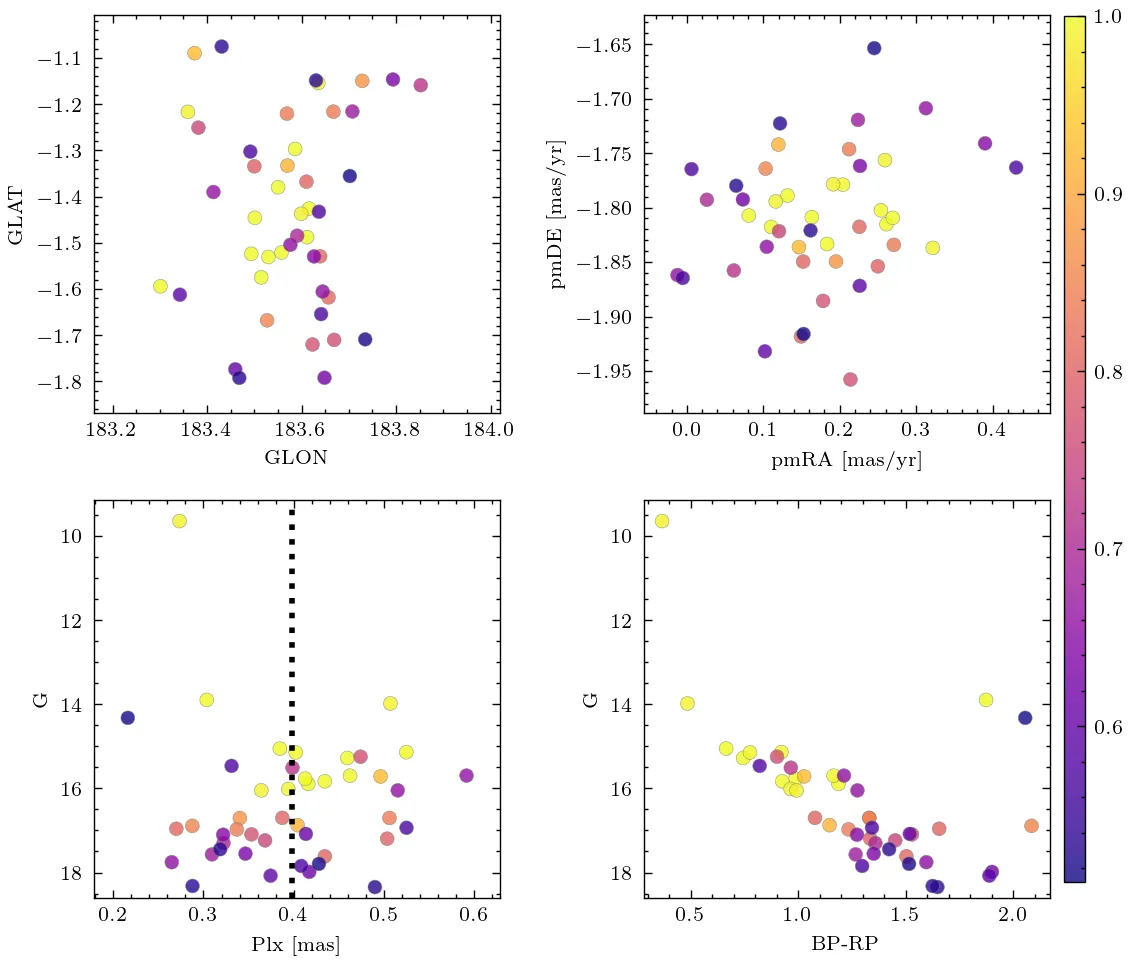 −1.1
−1.2
−1.3
−1.4
−1.5
−1.6
−1.7
−1.8
GLAT
183.2 183.4 183.6 183.8 184.0
GLON
−1.65
−1.70
−1.75
−1.80
−1.85
−1.90
−1.95
pmDE [mas/yr]
0.0 0.1 0.2 0.3 0.4
pmRA [mas/yr]
10
12
14
16
18
G
0.2 0.3 0.4 0.5 0.6
Plx [mas]
10
12
14
16
18
G
0.5 1.0 1.5 2.0
BP-RP
1.0
0.9
0.8
0.7
0.6